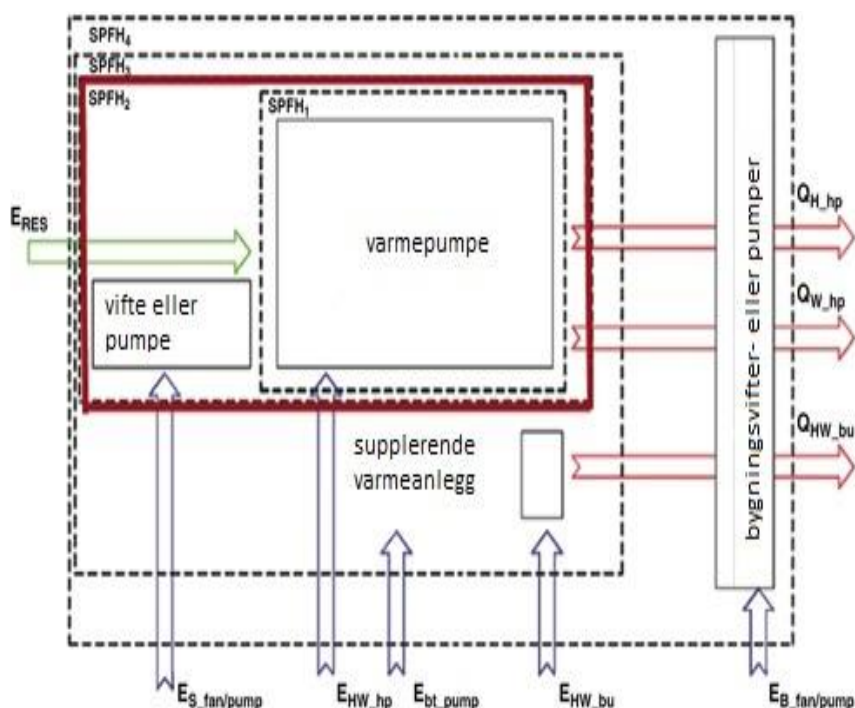 SPFH4
SPFH3
SPFH2
SPFH1
ERES
varmepumpe
vifte eller
pumpe
supplerende
varmeanlegg
bygningsvifter- eller pumper
QH_hp
QW_hp
QHW_bu
ES_fan/pump
EHW_hp
Ebt_pump
EHW_bu
EB_fan/pump